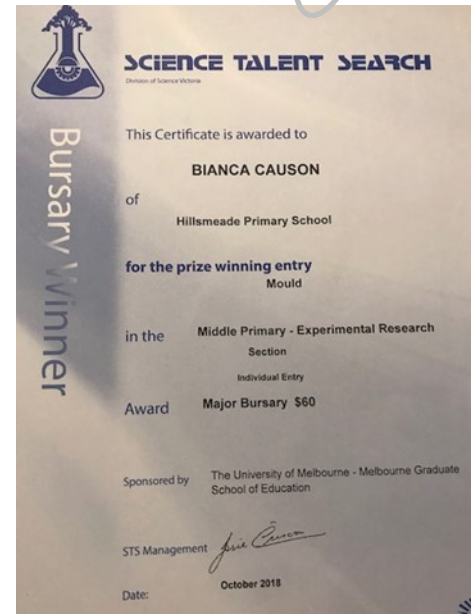 SCIENCE TALENT SEARCH
Division of Science Victoria
Bursary Winner
This Certificate is awarded to
BIANCA CAUSON
of
Hillsmeade Primary School
for the prize winning entry
Mould
in the Middle Primary - Experimental Research
Section
Individual Entry
Award Major Bursary $60
Sponsored by The University of Melbourne - Melbourne Graduate
School of Education
STS Management
Date: October 2018